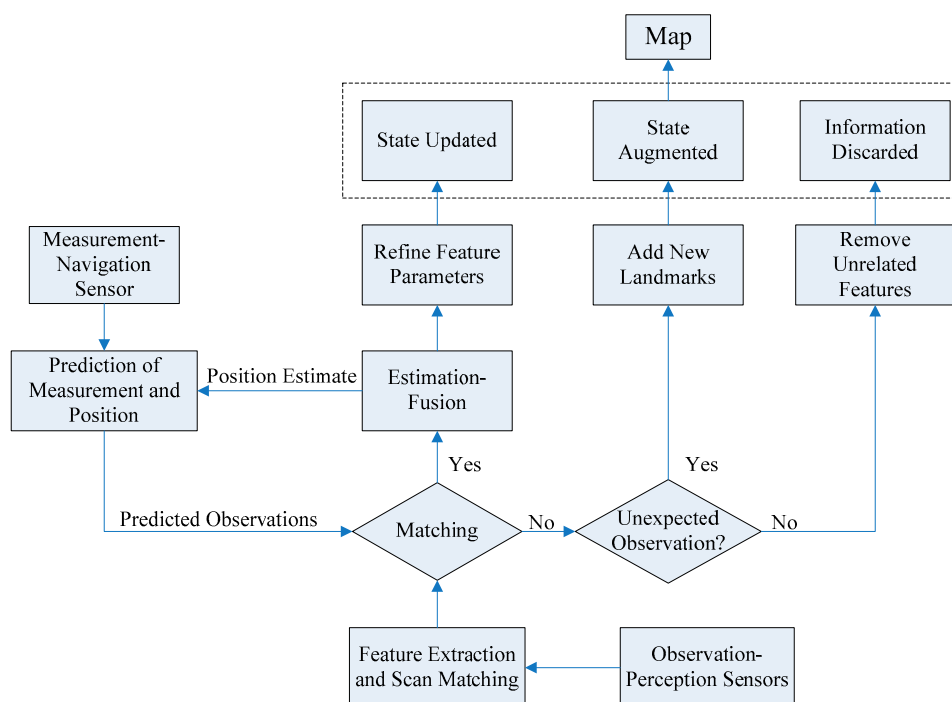 Map
State Updated
State
Augmented
Information
Discarded
Measurement-
Navigation
Sensor
Refine Feature
Parameters
Add New
Landmarks
Remove
Unrelated
Features
Prediction of
Measurement and
Position
Position Estimate
Estimation-
Fusion
Yes
Yes
Predicted Observations
Matching
No
Unexpected
Observation?
No
Feature Extraction
and Scan Matching
Observation-
Perception Sensors